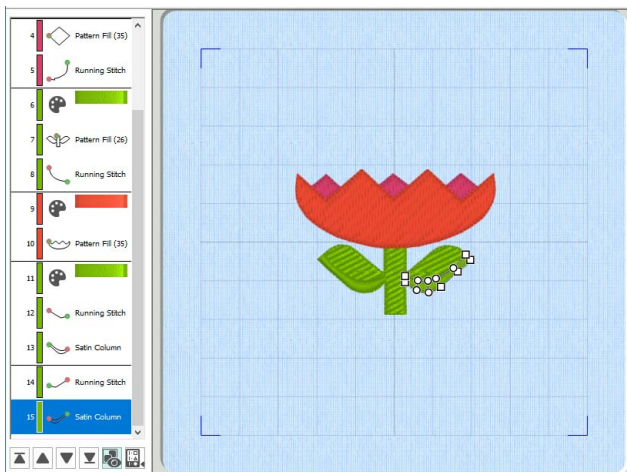 4 Pattern Fill (35)
5 Running Stitch
6
7 Pattern Fill (26)
8 Running Stitch
9
10 Pattern Fill (35)
11
12 Running Stitch
13 Satin Column
14 Running Stitch
15 Satin Column